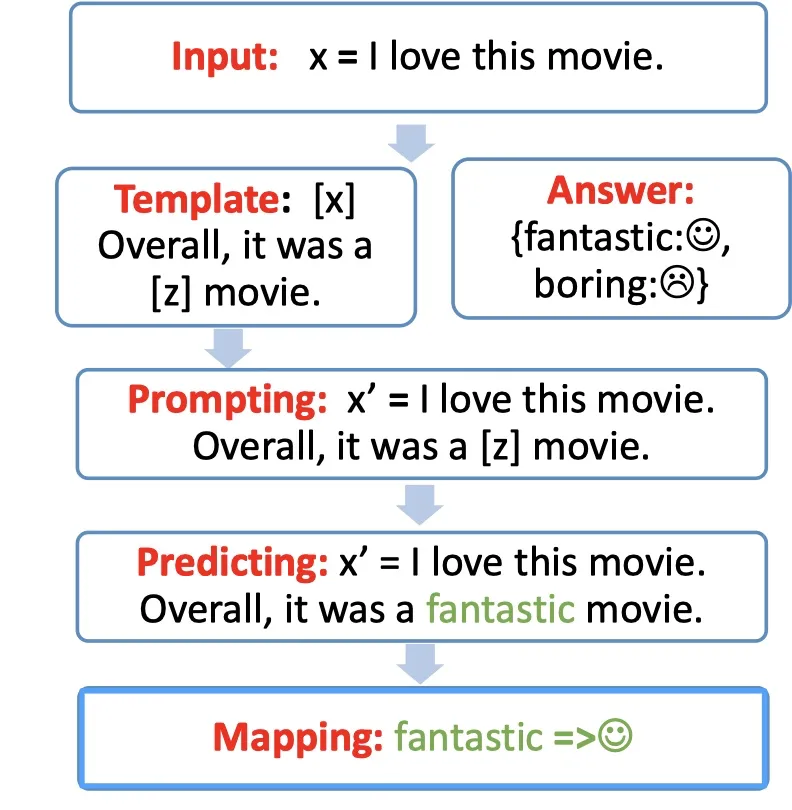 Input: x = I love this movie.
Template: [x]
Overall, it was a
[z] movie.
Answer:
{fantastic:☺,
boring:☹}
Prompting: x’ = I love this movie.
Overall, it was a [z] movie.
Predicting: x’ = I love this movie.
Overall, it was a fantastic movie.
Mapping: fantastic =>☺